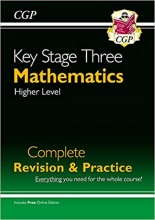 CGP
CGP
Key Stage Three
Mathematics
Higher Level
Complete
Revision & Practice
Everything you need for the whole course!
Includes Free Online Edition